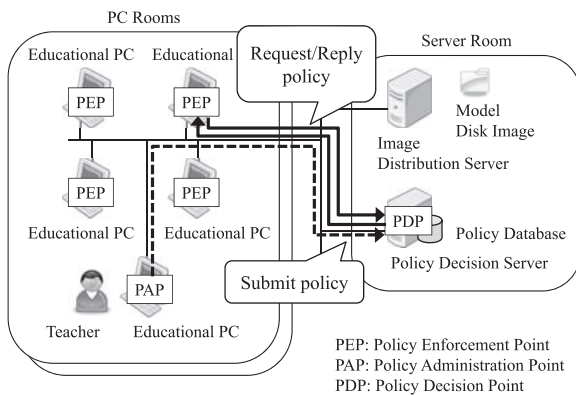 PC Rooms
Educational PC
Educational
Request/Reply
policy
Server Room
PEP
PEP
Model
Disk Image
Image
Distribution Server
PEP
PEP
PDP
Policy Database
Educational PC
Educational PC
Policy Decision Server
Submit policy
PAP
Teacher
Educational PC
PEP: Policy Enforcement Point
PAP: Policy Administration Point
PDP: Policy Decision Point